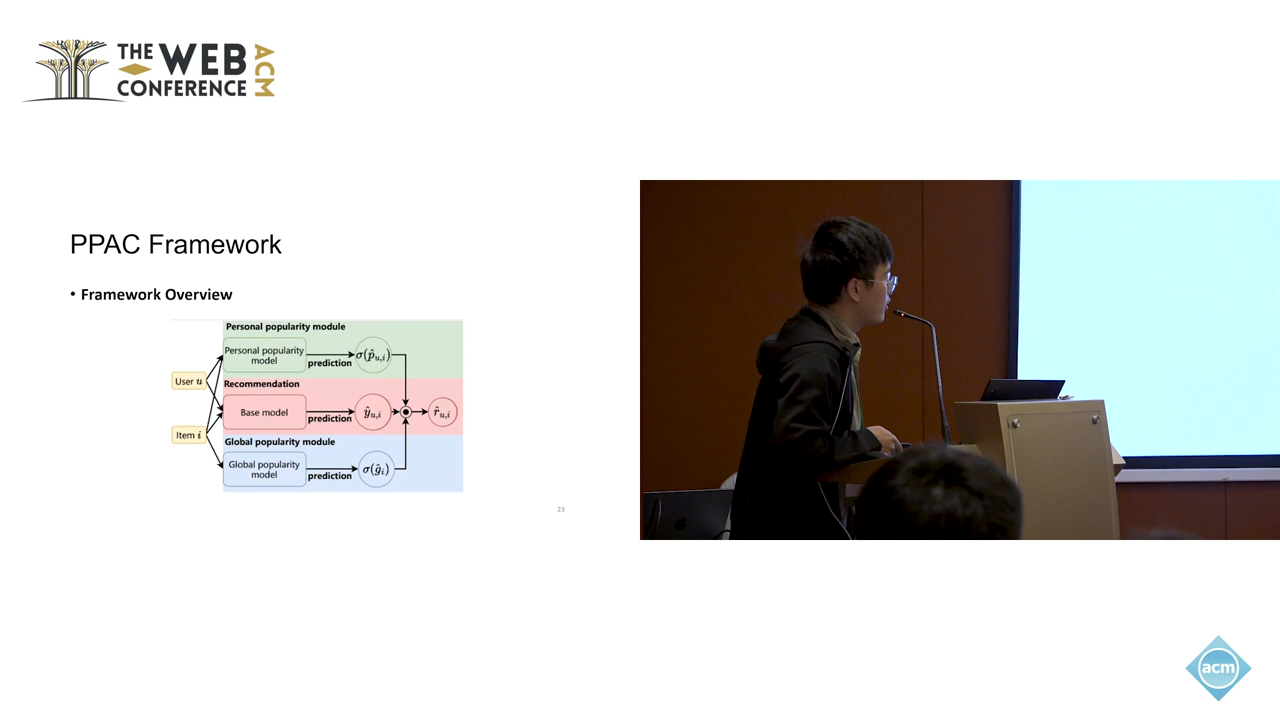 THE WEB
CONFERENCE
ACM
PPAC Framework
• Framework Overview
Personal popularity module
Personal popularity
model
prediction
σ(p̂u,i)
User u
Recommendation
Base model
prediction
ŷu,i
r̂u,i
Item i
Global popularity module
Global popularity
model
prediction
σ(ĝi)
23
acm